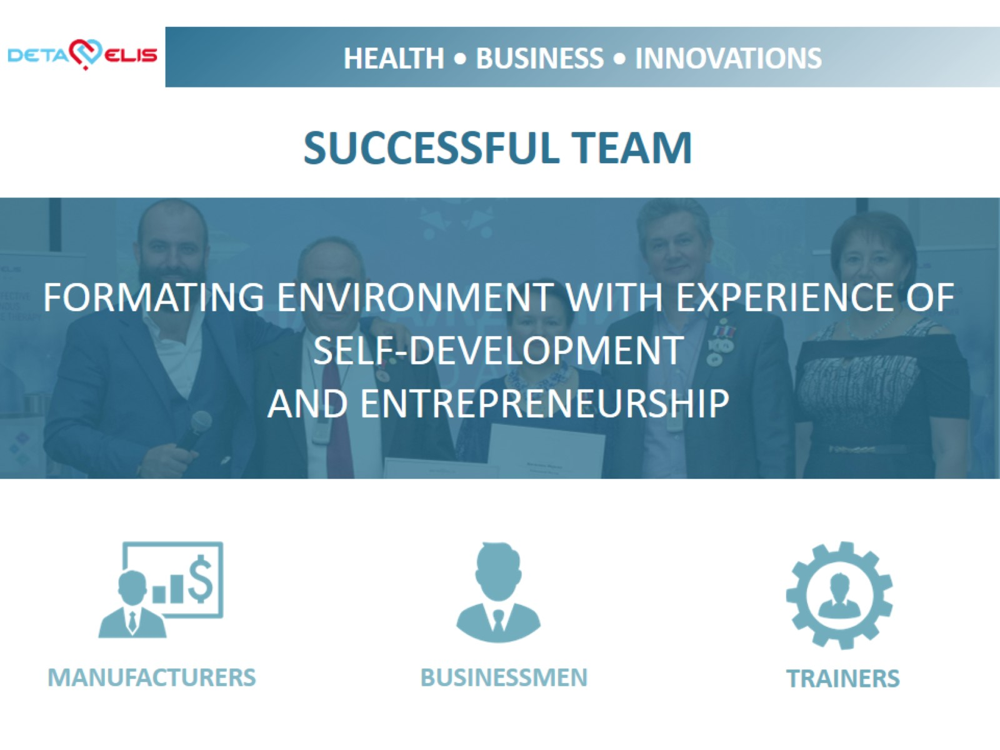 DETA ELIS
HEALTH • BUSINESS • INNOVATIONS
SUCCESSFUL TEAM
FORMATING ENVIRONMENT WITH EXPERIENCE OF
SELF-DEVELOPMENT
AND ENTREPRENEURSHIP
$
MANUFACTURERS
BUSINESSMEN
TRAINERS